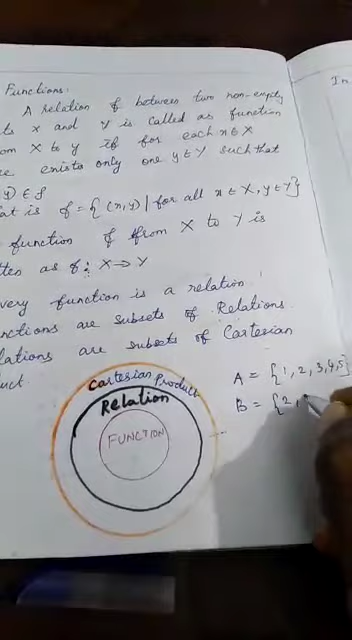 Functions:
A relation f between two non-empty
ts x and y is called as function
om X to y if for each x ∈ X
e exists only one y ∈ Y such that
y) ∈ f
at is f = { (x, y) | for all x ∈ X, y ∈ Y }
function f from X to Y is
ten as f: X → Y
very function is a relation
nctions are subsets of Relations.
lations are subsets of Cartesian
uct
Cartesian Product
Relation
FUNCTION
A = { 1, 2, 3, 4, 5 }
B = { 2,
In